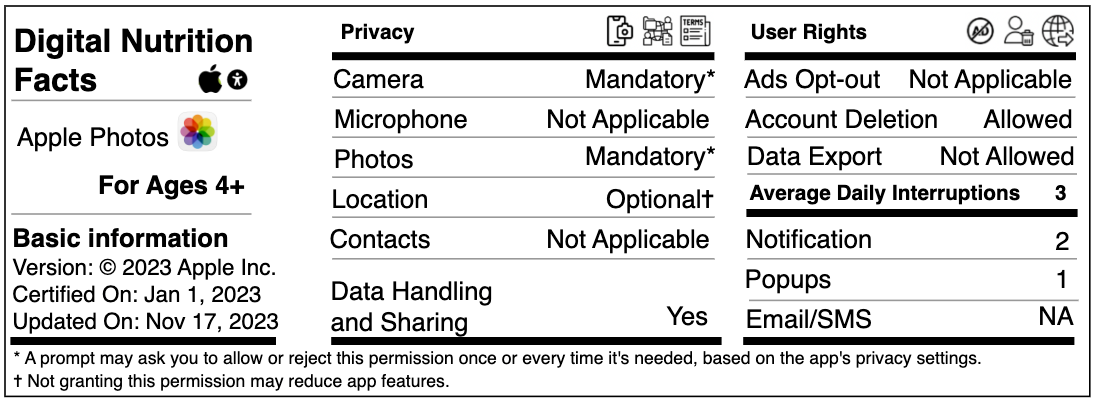 Digital Nutrition
Facts
Apple Photos
For Ages 4+
Basic information
Version: © 2023 Apple Inc.
Certified On: Jan 1, 2023
Updated On: Nov 17, 2023
Privacy
TERMS
Camera Mandatory*
Microphone Not Applicable
Photos Mandatory*
Location Optional†
Contacts Not Applicable
Data Handling
and Sharing Yes
User Rights
AD
Ads Opt-out Not Applicable
Account Deletion Allowed
Data Export Not Allowed
Average Daily Interruptions 3
Notification 2
Popups 1
Email/SMS NA
* A prompt may ask you to allow or reject this permission once or every time it's needed, based on the app's privacy settings.
† Not granting this permission may reduce app features.